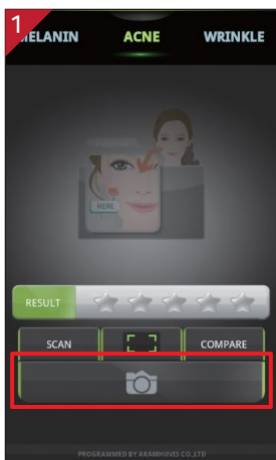 1
MELANIN ACNE WRINKLE
HERE
RESULT
SCAN COMPARE
PROGRAMMED BY ARAMHUVIS CO.,LTD